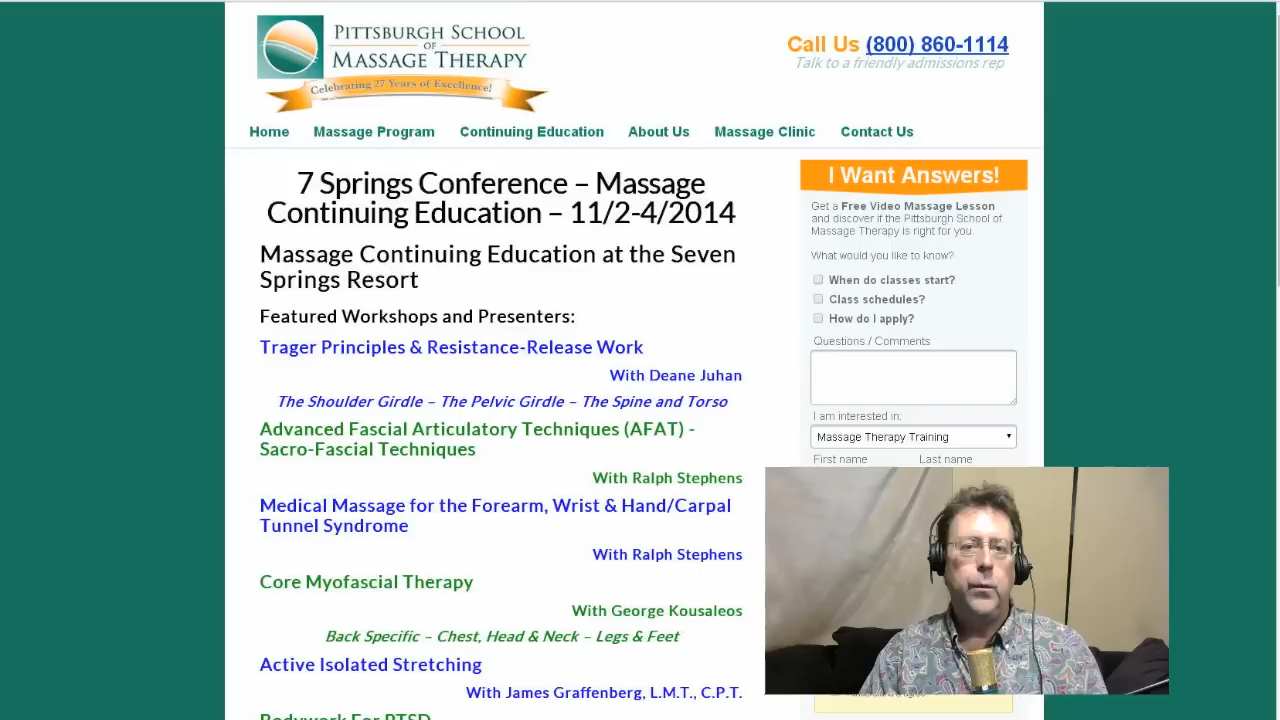 PITTSBURGH SCHOOL
OF
MASSAGE THERAPY
Celebrating 27 Years of Excellence!
Call Us (800) 860-1114
Talk to a friendly admissions rep
Home Massage Program Continuing Education About Us Massage Clinic Contact Us
7 Springs Conference – Massage
Continuing Education – 11/2-4/2014
Massage Continuing Education at the Seven
Springs Resort
Featured Workshops and Presenters:
Trager Principles & Resistance-Release Work
With Deane Juhan
The Shoulder Girdle – The Pelvic Girdle – The Spine and Torso
Advanced Fascial Articulatory Techniques (AFAT) -
Sacro-Fascial Techniques
With Ralph Stephens
Medical Massage for the Forearm, Wrist & Hand/Carpal
Tunnel Syndrome
With Ralph Stephens
Core Myofascial Therapy
With George Kousaleos
Back Specific – Chest, Head & Neck – Legs & Feet
Active Isolated Stretching
With James Graffenberg, L.M.T., C.P.T.
Bodywork For PTSD
I Want Answers!
Get a Free Video Massage Lesson
and discover if the Pittsburgh School of
Massage Therapy is right for you.
What would you like to know?
When do classes start?
Class schedules?
How do I apply?
Questions / Comments
I am interested in:
Massage Therapy Training
First name Last name